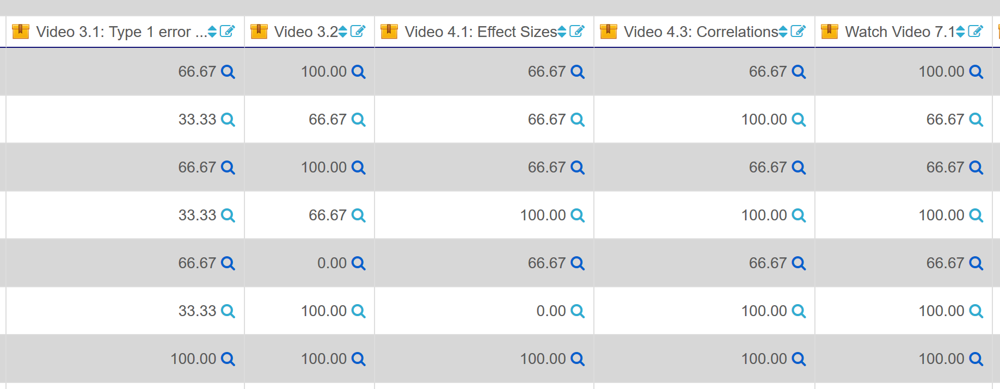 Video 3.1: Type 1 error ... Video 3.2 Video 4.1: Effect Sizes Video 4.3: Correlations Watch Video 7.1
66.67 100.00 66.67 66.67 100.00
33.33 66.67 66.67 100.00 66.67
66.67 100.00 66.67 66.67 66.67
33.33 66.67 100.00 100.00 100.00
66.67 0.00 66.67 66.67 66.67
33.33 100.00 0.00 100.00 100.00
100.00 100.00 100.00 100.00 100.00